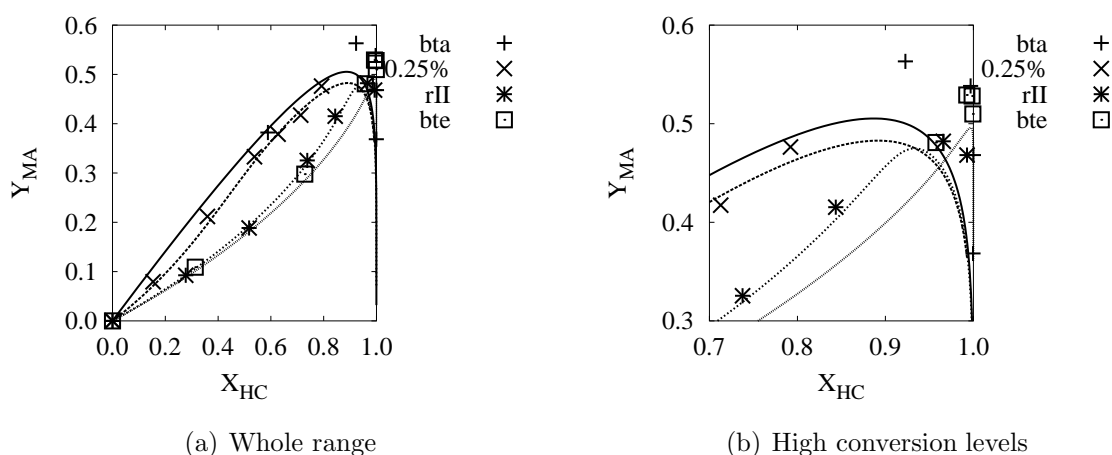 0.6
0.5
0.4
0.3
0.2
0.1
0.0
0.0 0.2 0.4 0.6 0.8 1.0
Y_MA
X_HC
bta
0.25%
rII
bte
(a) Whole range
0.6
0.5
0.4
0.3
0.7 0.8 0.9 1.0
Y_MA
X_HC
bta
0.25%
rII
bte
(b) High conversion levels